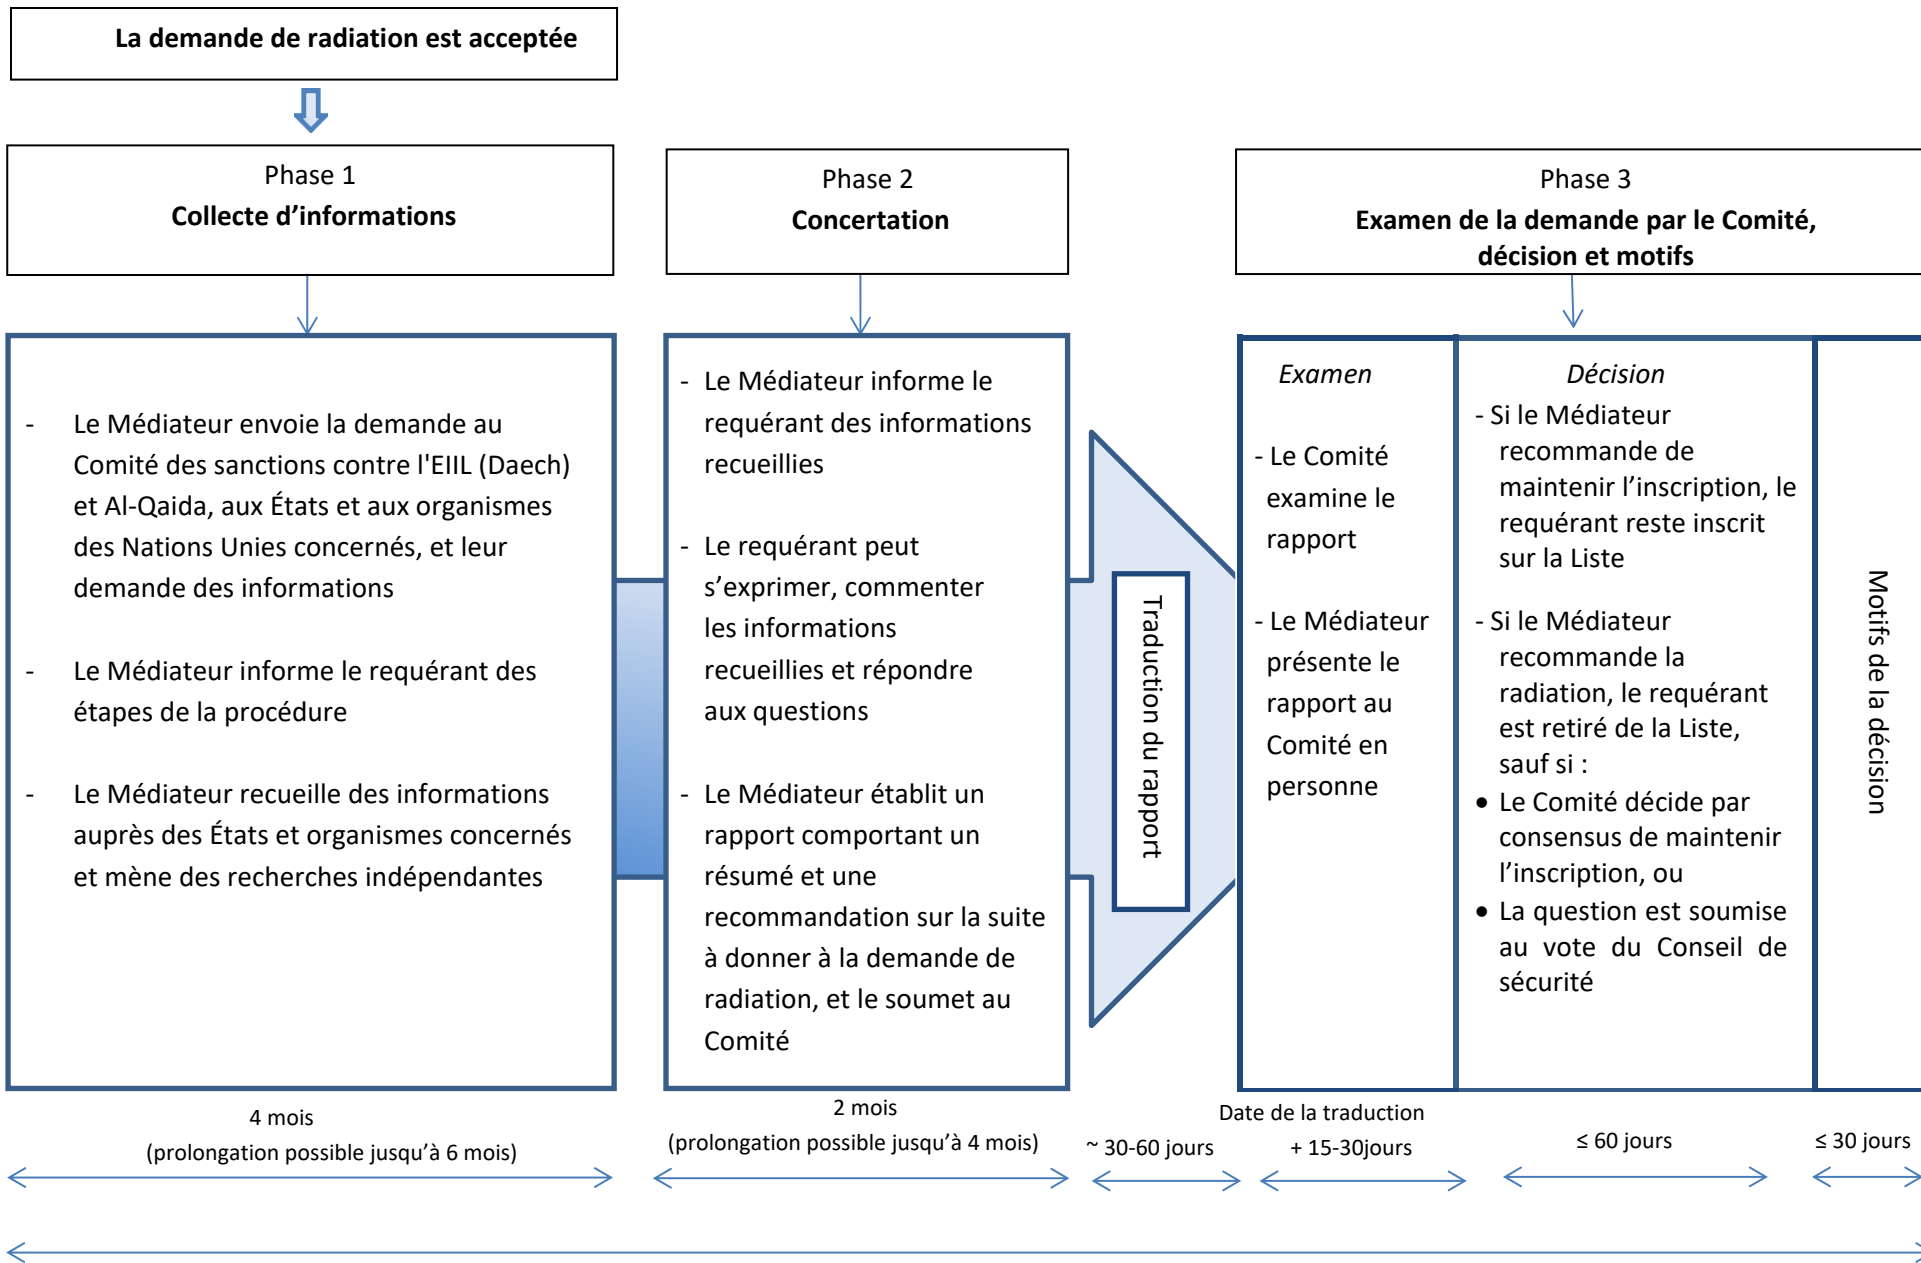 La demande de radiation est acceptée
Phase 1
Collecte d’informations
Phase 2
Concertation
Phase 3
Examen de la demande par le Comité,
décision et motifs
- Le Médiateur envoie la demande au
Comité des sanctions contre l'EIIL (Daech)
et Al-Qaida, aux États et aux organismes
des Nations Unies concernés, et leur
demande des informations
- Le Médiateur informe le requérant des
étapes de la procédure
- Le Médiateur recueille des informations
auprès des États et organismes concernés
et mène des recherches indépendantes
- Le Médiateur informe le
requérant des informations
recueillies
- Le requérant peut
s’exprimer, commenter
les informations
recueillies et répondre
aux questions
- Le Médiateur établit un
rapport comportant un
résumé et une
recommandation sur la suite
à donner à la demande de
radiation, et le soumet au
Comité
Traduction du rapport
Examen
- Le Comité
examine le
rapport
- Le Médiateur
présente le
rapport au
Comité en
personne
Décision
- Si le Médiateur
recommande de
maintenir l’inscription, le
requérant reste inscrit
sur la Liste
- Si le Médiateur
recommande la
radiation, le requérant
est retiré de la Liste,
sauf si :
• Le Comité décide par
consensus de maintenir
l’inscription, ou
• La question est soumise
au vote du Conseil de
sécurité
Motifs de la décision
4 mois
(prolongation possible jusqu’à 6 mois)
2 mois
(prolongation possible jusqu’à 4 mois)
~ 30-60 jours
Date de la traduction
+ 15-30jours
≤ 60 jours
≤ 30 jours